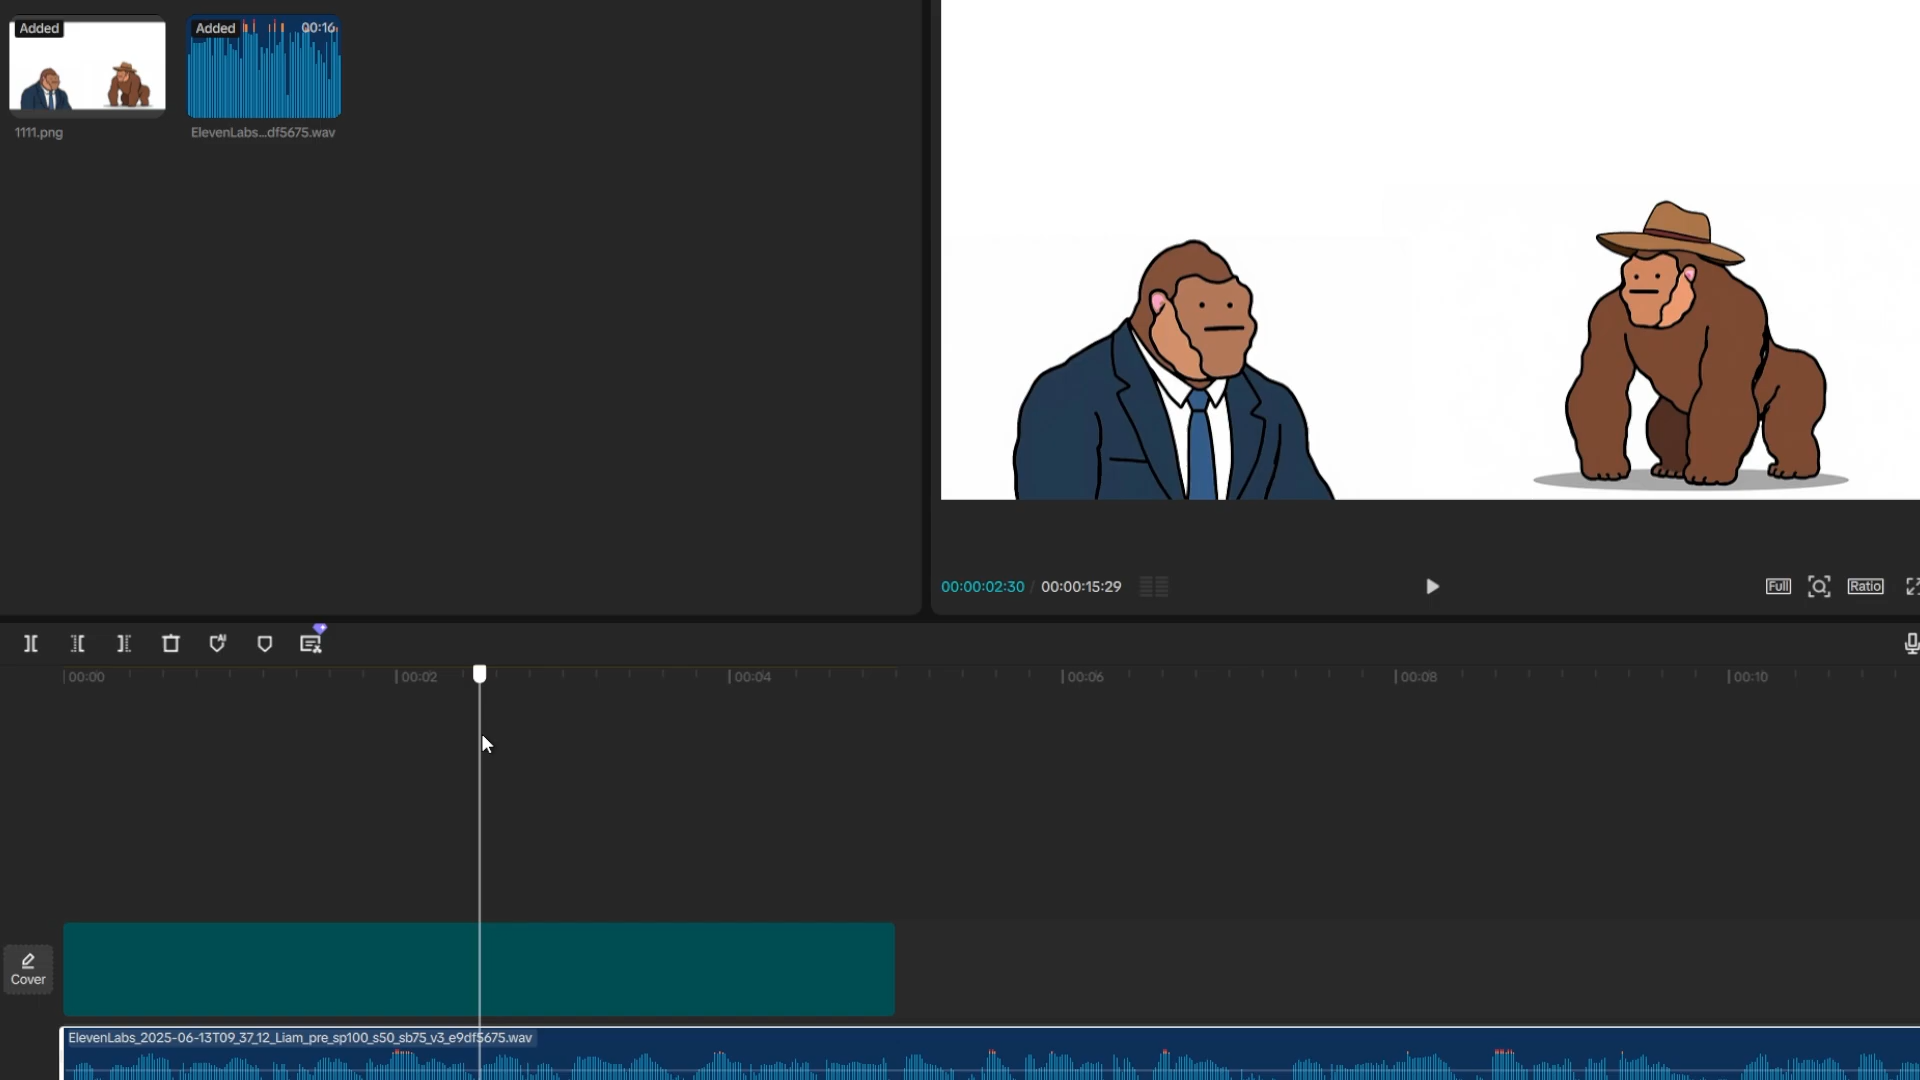 Added
Added 00:16
1111.png
ElevenLabs...df5675.wav
00:00:02:30 / 00:00:15:29
Full
Ratio
00:00
00:02
00:04
00:06
00:08
00:10
Cover
ElevenLabs_2025-06-13T09_37_12_Liam_pre_sp100_s50_sb75_v3_e9df5675.wav